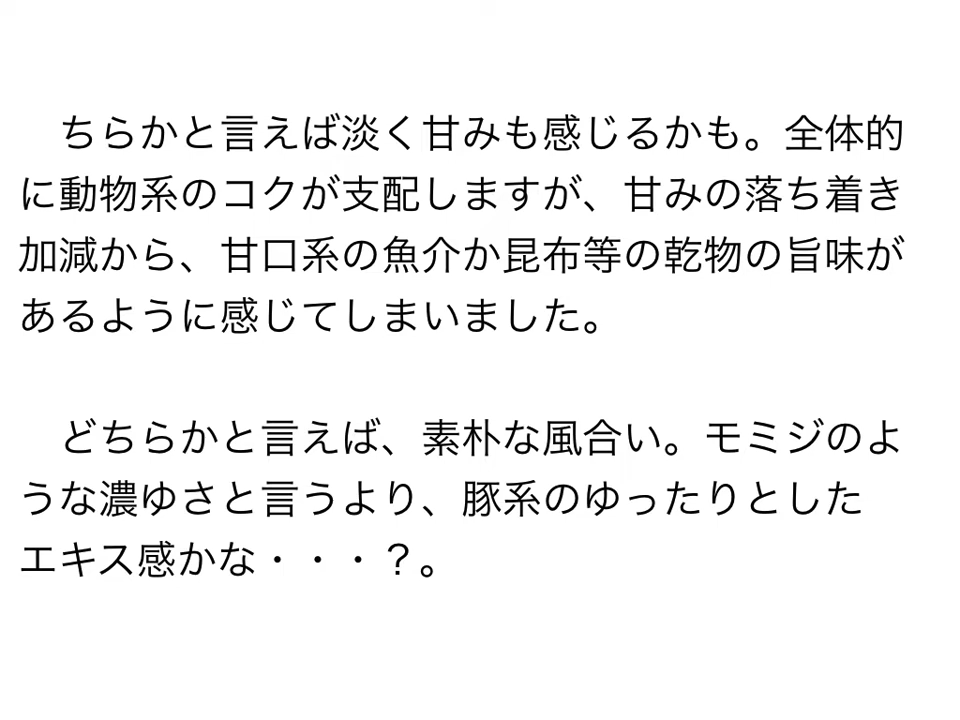 ちらかと言えば淡く甘みも感じるかも。全体的
に動物系のコクが支配しますが、甘みの落ち着き
加減から、甘口系の魚介か昆布等の乾物の旨味が
あるように感じてしまいました。

　どちらかと言えば、素朴な風合い。モミジのよ
うな濃ゆさと言うより、豚系のゆったりとした
エキス感かな・・・？。